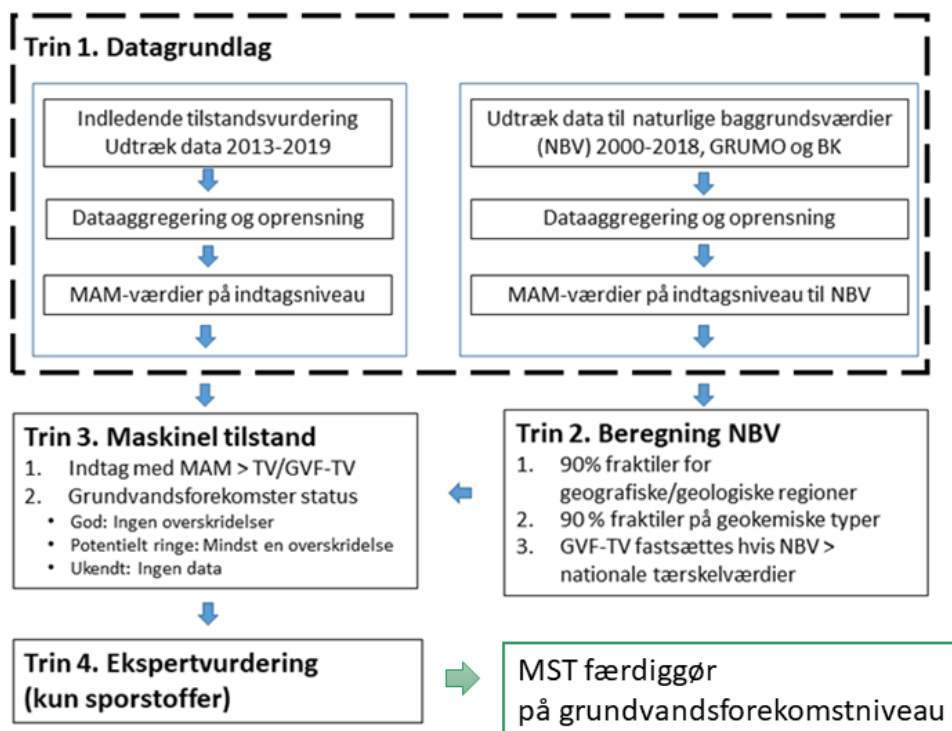 Trin 1. Datagrundlag
Indledende tilstandsvurdering
Udtræk data 2013-2019
Dataaggregering og oprensning
MAM-værdier på indtagsniveau
Udtræk data til naturlige baggrundsværdier
(NBV) 2000-2018, GRUMO og BK
Dataaggregering og oprensning
MAM-værdier på indtagsniveau til NBV
Trin 2. Beregning NBV
1. 90% fraktiler for
geografiske/geologiske regioner
2. 90 % fraktiler på geokemiske typer
3. GVF-TV fastsættes hvis NBV >
nationale tærskelværdier
Trin 3. Maskinel tilstand
1. Indtag med MAM > TV/GVF-TV
2. Grundvandsforekomster status
• God: Ingen overskridelser
• Potentielt ringe: Mindst en overskridelse
• Ukendt: Ingen data
Trin 4. Ekspertvurdering
(kun sporstoffer)
MST færdiggør
på grundvandsforekomstniveau